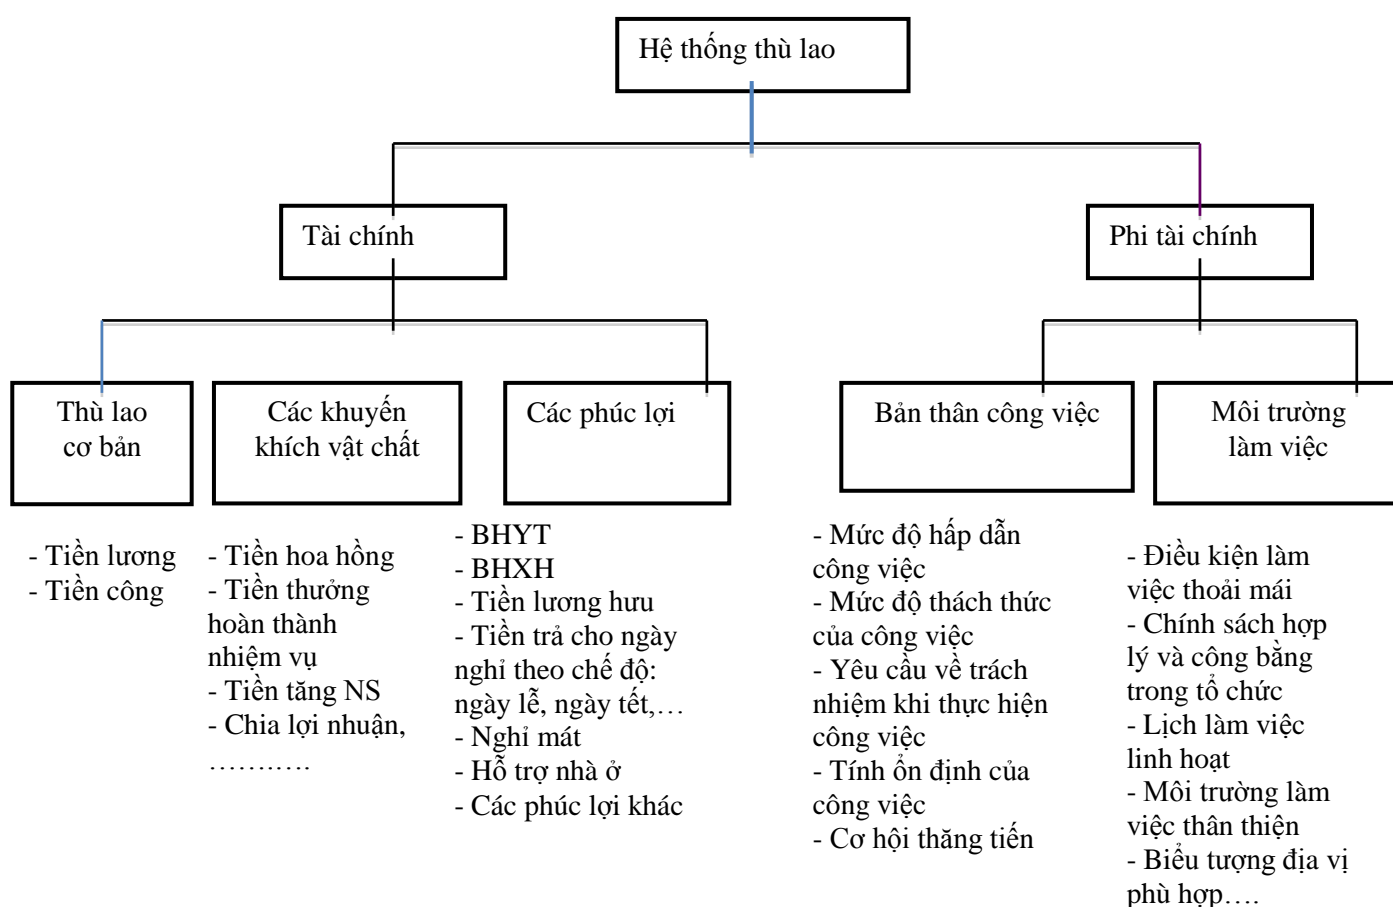 Hệ thống thù lao
Tài chính
Phi tài chính
Thù lao
cơ bản
Các khuyến
khích vật chất
Các phúc lợi
Bản thân công việc
Môi trường
làm việc
- Tiền lương
- Tiền công
- Tiền hoa hồng
- Tiền thưởng
hoàn thành
nhiệm vụ
- Tiền tăng NS
- Chia lợi nhuận,
………..
- BHYT
- BHXH
- Tiền lương hưu
- Tiền trả cho ngày
nghỉ theo chế độ:
ngày lễ, ngày tết,…
- Nghỉ mát
- Hỗ trợ nhà ở
- Các phúc lợi khác
- Mức độ hấp dẫn
công việc
- Mức độ thách thức
của công việc
- Yêu cầu về trách
nhiệm khi thực hiện
công việc
- Tính ổn định của
công việc
- Cơ hội thăng tiến
- Điều kiện làm
việc thoải mái
- Chính sách hợp
lý và công bằng
trong tổ chức
- Lịch làm việc
linh hoạt
- Môi trường làm
việc thân thiện
- Biểu tượng địa vị
phù hợp….